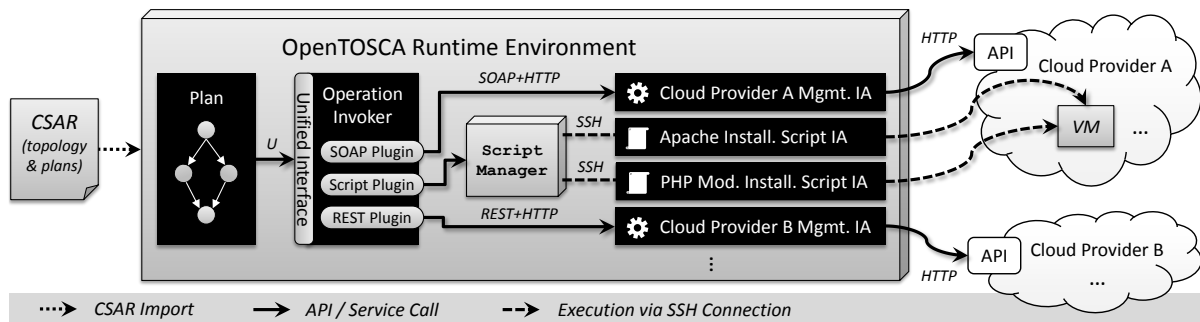 OpenTOSCA Runtime Environment
CSAR
(topology
& plans)
Plan
U
Unified Interface
Operation
Invoker
SOAP Plugin
Script Plugin
REST Plugin
SOAP+HTTP
Script
Manager
SSH
SSH
REST+HTTP
Cloud Provider A Mgmt. IA
Apache Install. Script IA
PHP Mod. Install. Script IA
Cloud Provider B Mgmt. IA
...
HTTP
API
Cloud Provider A
VM
...
HTTP
API
Cloud Provider B
...
CSAR Import
API / Service Call
Execution via SSH Connection